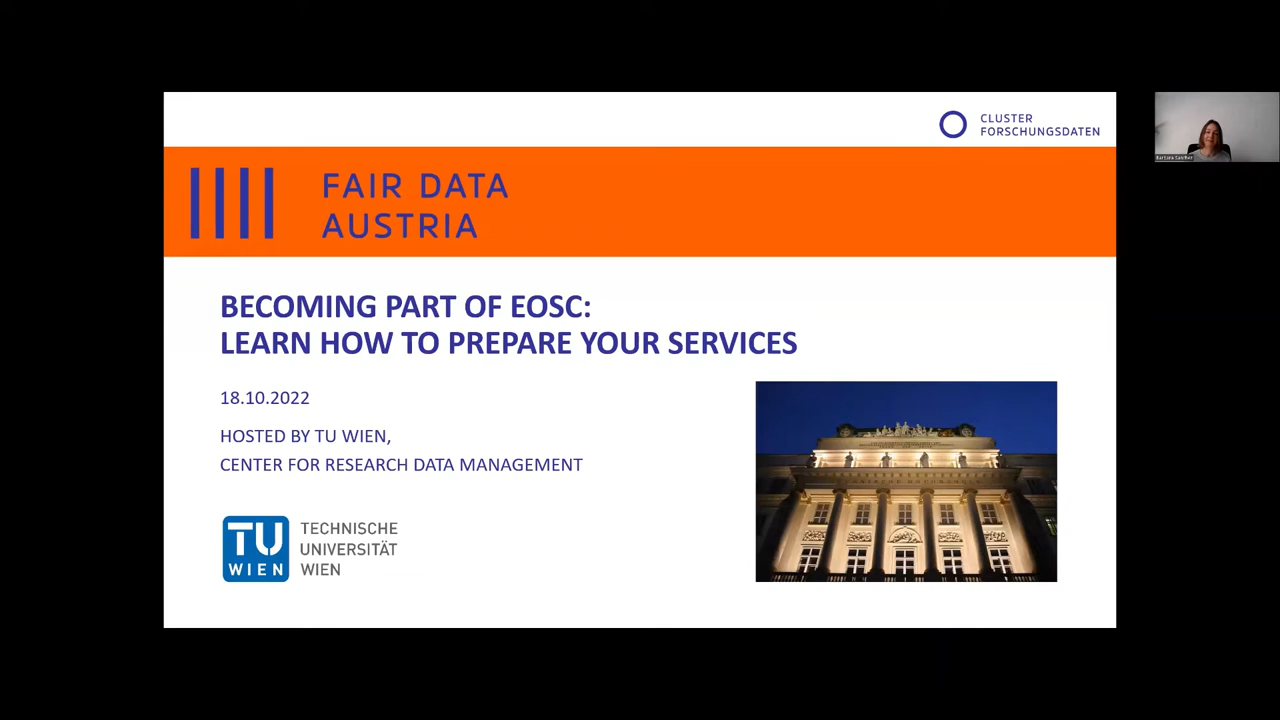 CLUSTER
FORSCHUNGSDATEN
FAIR DATA
AUSTRIA
BECOMING PART OF EOSC:
LEARN HOW TO PREPARE YOUR SERVICES
18.10.2022
HOSTED BY TU WIEN,
CENTER FOR RESEARCH DATA MANAGEMENT
TU
WIEN
TECHNISCHE
UNIVERSITÄT
WIEN